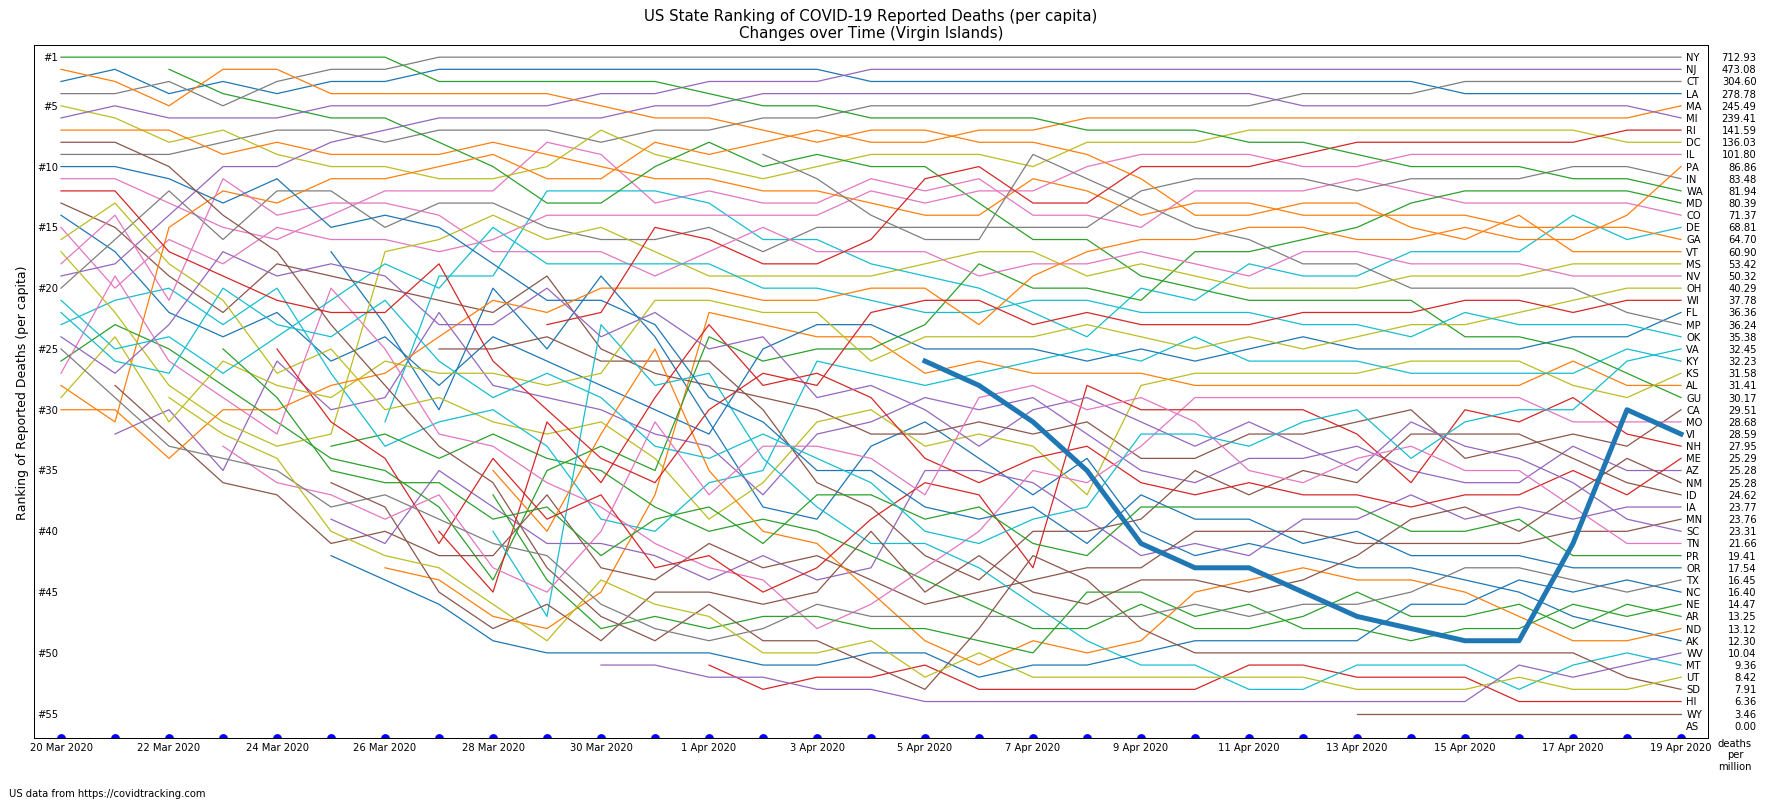 US State Ranking of COVID-19 Reported Deaths (per capita)
Changes over Time (Virgin Islands)
Ranking of Reported Deaths (per capita)
#1
#5
#10
#15
#20
#25
#30
#35
#40
#45
#50
#55
NY 712.93
NJ 473.08
CT 304.60
LA 278.78
MA 245.49
MI 239.41
RI 141.59
DC 136.03
IL 101.80
PA 86.86
IN 83.48
WA 81.94
MD 80.39
CO 71.37
DE 68.81
GA 64.70
VT 60.90
MS 53.42
NV 50.32
OH 40.29
WI 37.78
FL 36.36
MP 36.24
OK 35.38
VA 32.45
KY 32.23
KS 31.58
AL 31.41
GU 30.17
CA 29.51
MO 28.68
VI 28.59
NH 27.95
ME 25.29
AZ 25.28
NM 25.28
ID 24.62
IA 23.77
MN 23.76
SC 23.31
TN 21.66
PR 19.41
OR 17.54
TX 16.45
NC 16.40
NE 14.47
AR 13.25
ND 13.12
AK 12.30
WV 10.04
MT 9.36
UT 8.42
SD 7.91
HI 6.36
WY 3.46
AS 0.00
20 Mar 2020 22 Mar 2020 24 Mar 2020 26 Mar 2020 28 Mar 2020 30 Mar 2020 1 Apr 2020 3 Apr 2020 5 Apr 2020 7 Apr 2020 9 Apr 2020 11 Apr 2020 13 Apr 2020 15 Apr 2020 17 Apr 2020 19 Apr 2020
deaths
per
million
US data from https://covidtracking.com